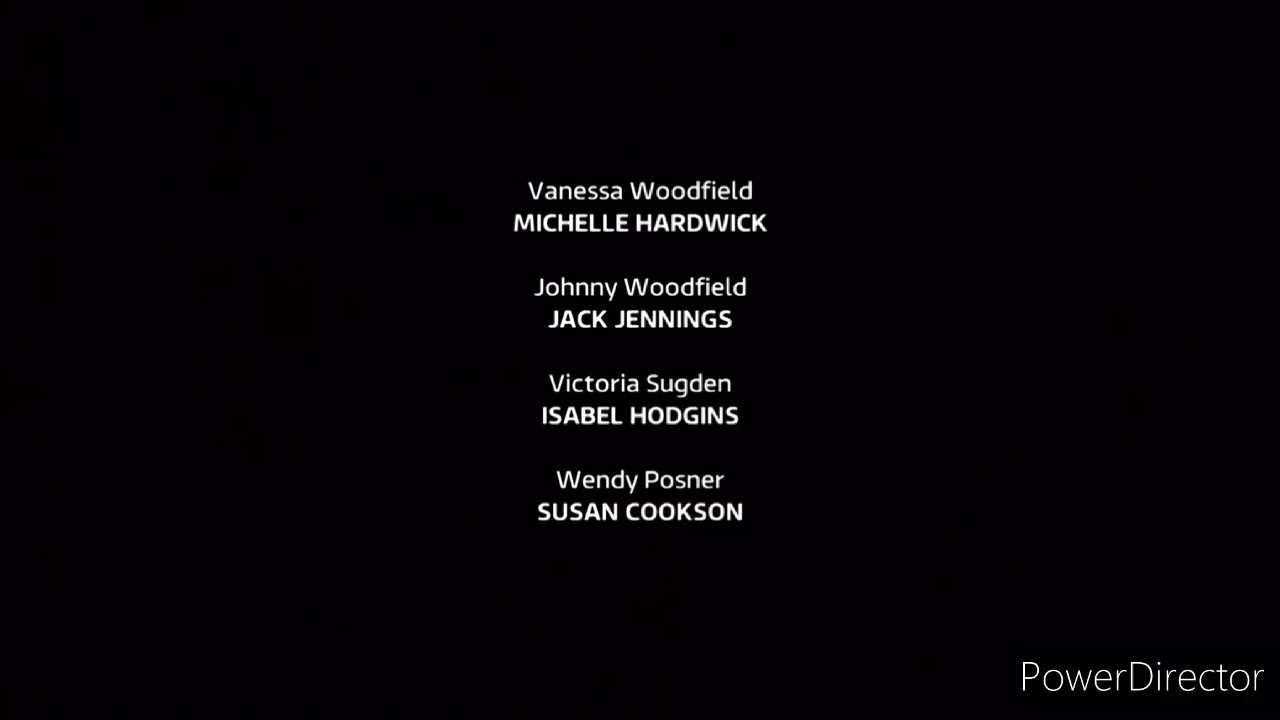 Vanessa Woodfield
MICHELLE HARDWICK
Johnny Woodfield
JACK JENNINGS
Victoria Sugden
ISABEL HODGINS
Wendy Posner
SUSAN COOKSON
PowerDirector